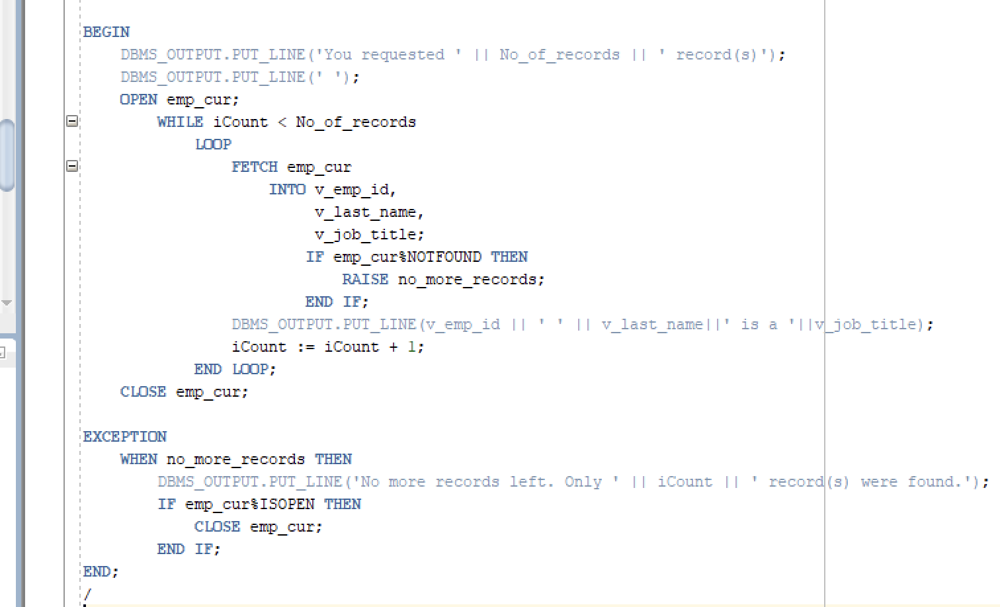 BEGIN
DBMS_OUTPUT.PUT_LINE('You requested ' || No_of_records || ' record(s)');
DBMS_OUTPUT.PUT_LINE(' ');
OPEN emp_cur;
WHILE iCount < No_of_records
LOOP
FETCH emp_cur
INTO v_emp_id,
v_last_name,
v_job_title;
IF emp_cur%NOTFOUND THEN
RAISE no_more_records;
END IF;
DBMS_OUTPUT.PUT_LINE(v_emp_id || ' ' || v_last_name||' is a '||v_job_title);
iCount := iCount + 1;
END LOOP;
CLOSE emp_cur;
EXCEPTION
WHEN no_more_records THEN
DBMS_OUTPUT.PUT_LINE('No more records left. Only ' || iCount || ' record(s) were found.');
IF emp_cur%ISOPEN THEN
CLOSE emp_cur;
END IF;
END;
/